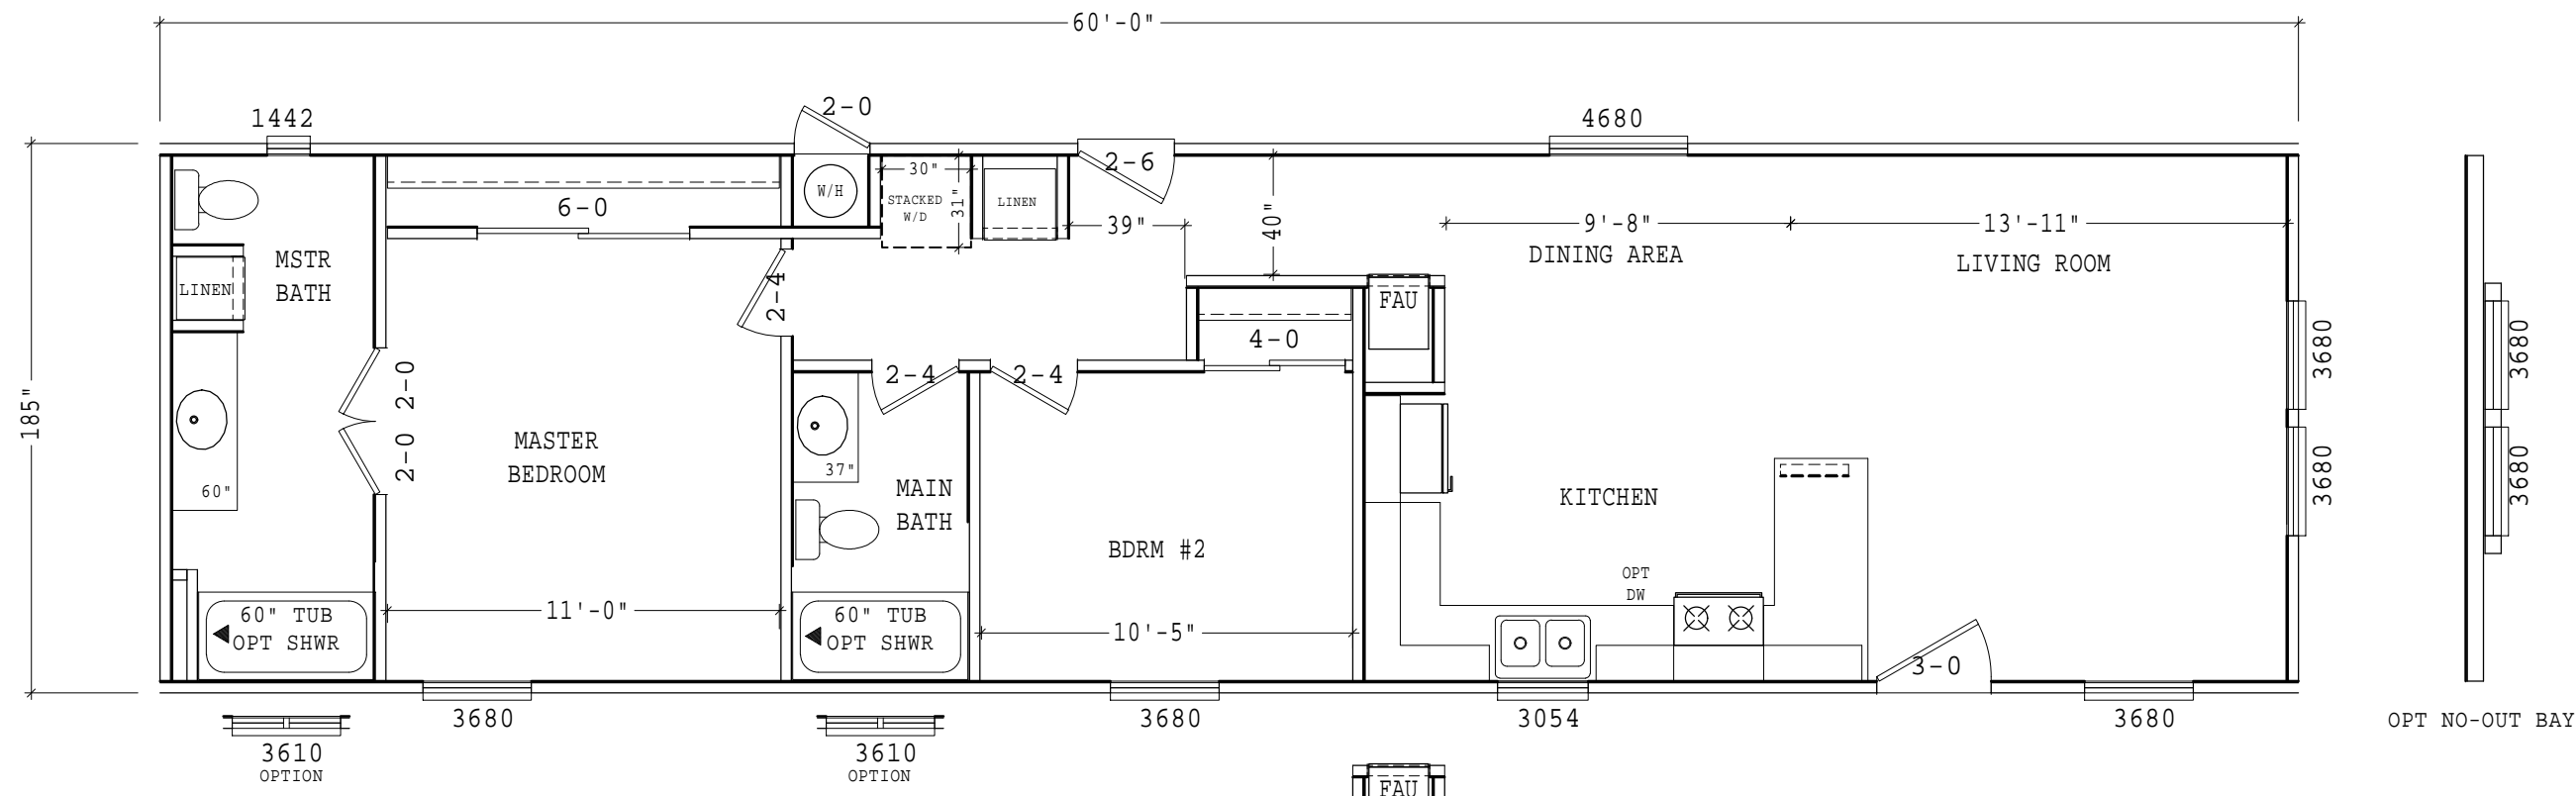 60'-0"
1442
2-0
4680
2-6
30"
W/H
STACKED
W/D
31"
LINEN
6-0
39"
40"
9'-8"
13'-11"
DINING AREA
LIVING ROOM
MSTR
BATH
LINEN
2-4
FAU
4-0
3680
3680
2-0
2-4
2-4
185"
2-0
MASTER
BEDROOM
37"
60"
MAIN
BATH
KITCHEN
3680
3680
BDRM #2
OPT
DW
60" TUB
OPT SHWR
11'-0"
60" TUB
OPT SHWR
10'-5"
3-0
3680
3680
3054
3680
OPT NO-OUT BAY
3610
OPTION
3610
OPTION
FAU